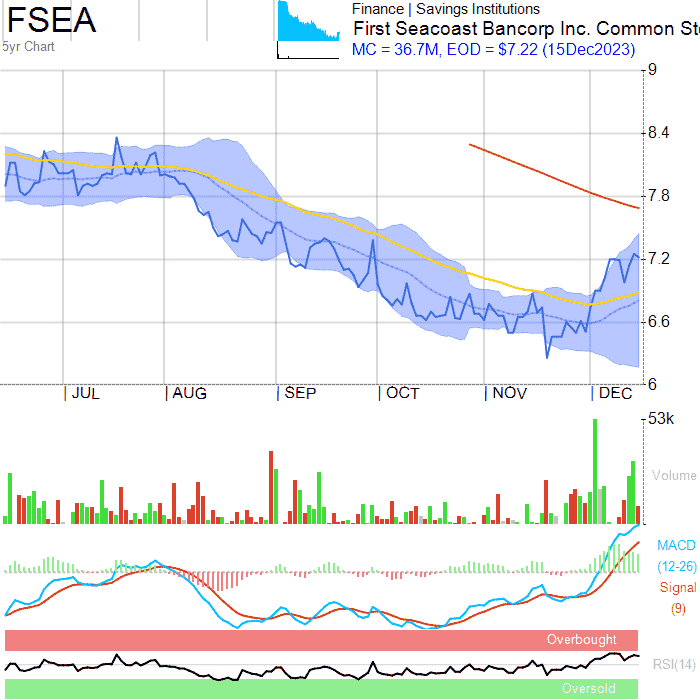 FSEA
5yr Chart
Finance | Savings Institutions
First Seacoast Bancorp Inc. Common St
MC = 36.7M, EOD = $7.22 (15Dec2023)
9
8.4
7.8
7.2
6.6
6
JUL AUG SEP OCT NOV DEC
53k
Volume
MACD
(12-26)
Signal
(9)
Overbought
RSI(14)
Oversold